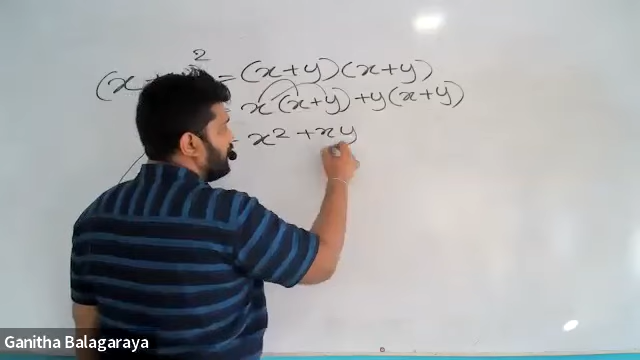 (x + y)² = (x+y)(x+y)
x(x+y)+y(x+y)
= x² + xy
Ganitha Balagaraya